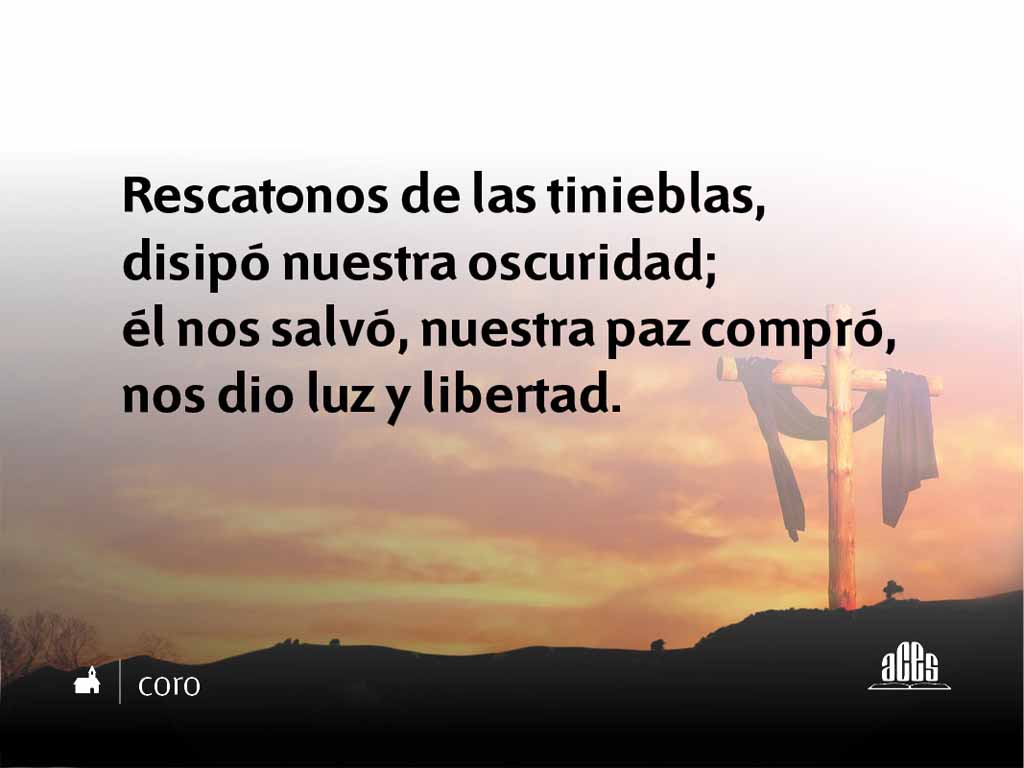 Rescatonos de las tinieblas,
disipó nuestra oscuridad;
él nos salvó, nuestra paz compró,
nos dio luz y libertad.
coro
aces